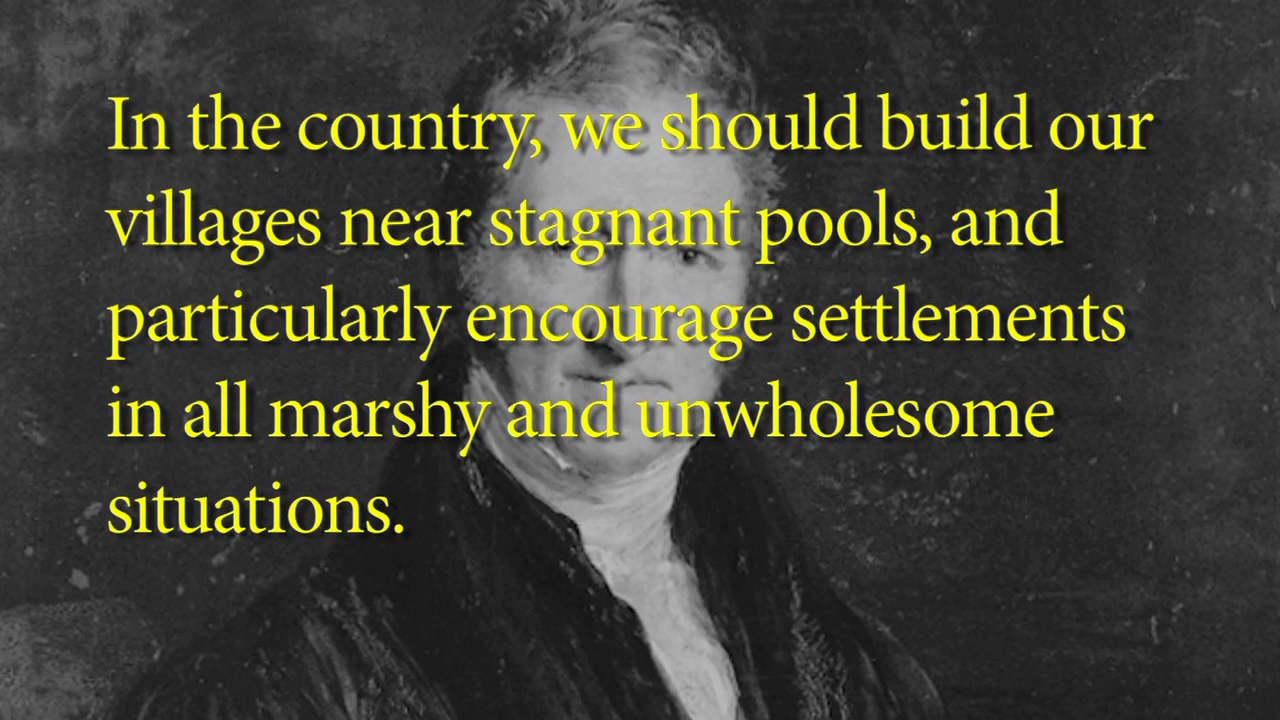 In the country, we should build our
villages near stagnant pools, and
particularly encourage settlements
in all marshy and unwholesome
situations.